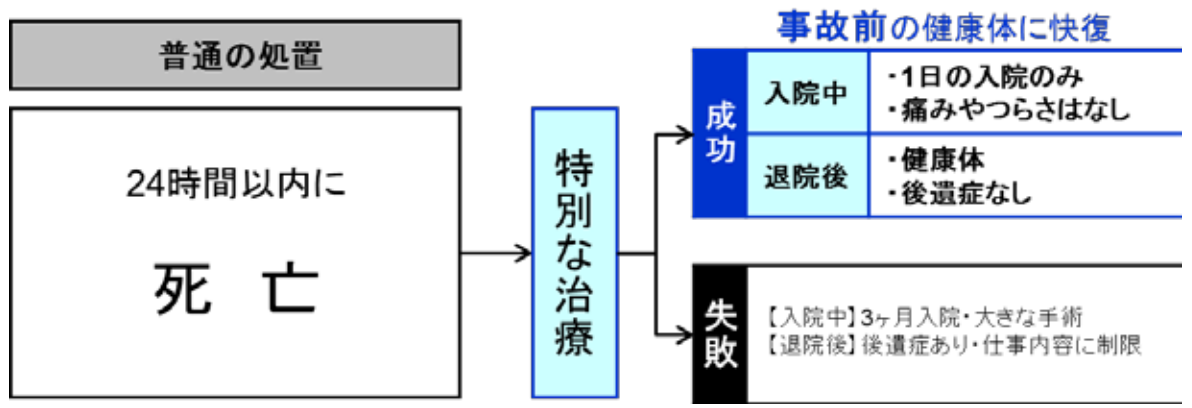 普通の処置
24時間以内に
死 亡
特別な治療
事故前の健康体に快復
成功
入院中
・1日の入院のみ
・痛みやつらさはなし
退院後
・健康体
・後遺症なし
失敗
【入院中】3ヶ月入院・大きな手術
【退院後】後遺症あり・仕事内容に制限